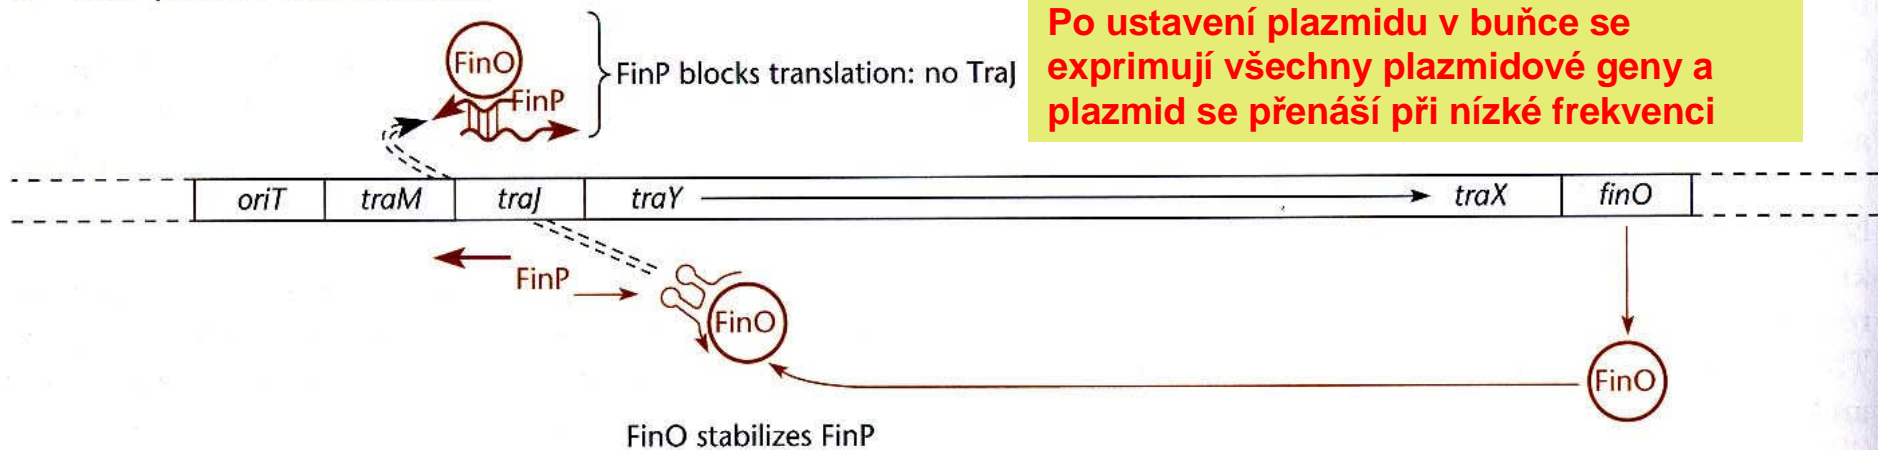 Po ustavení plazmidu v buňce se
exprimují všechny plazmidové geny a
plazmid se přenáší při nízké frekvenci
FinO
FinP
FinP blocks translation: no TraJ
oriT traM traJ traY traX finO
FinP
FinO
FinO
FinO stabilizes FinP